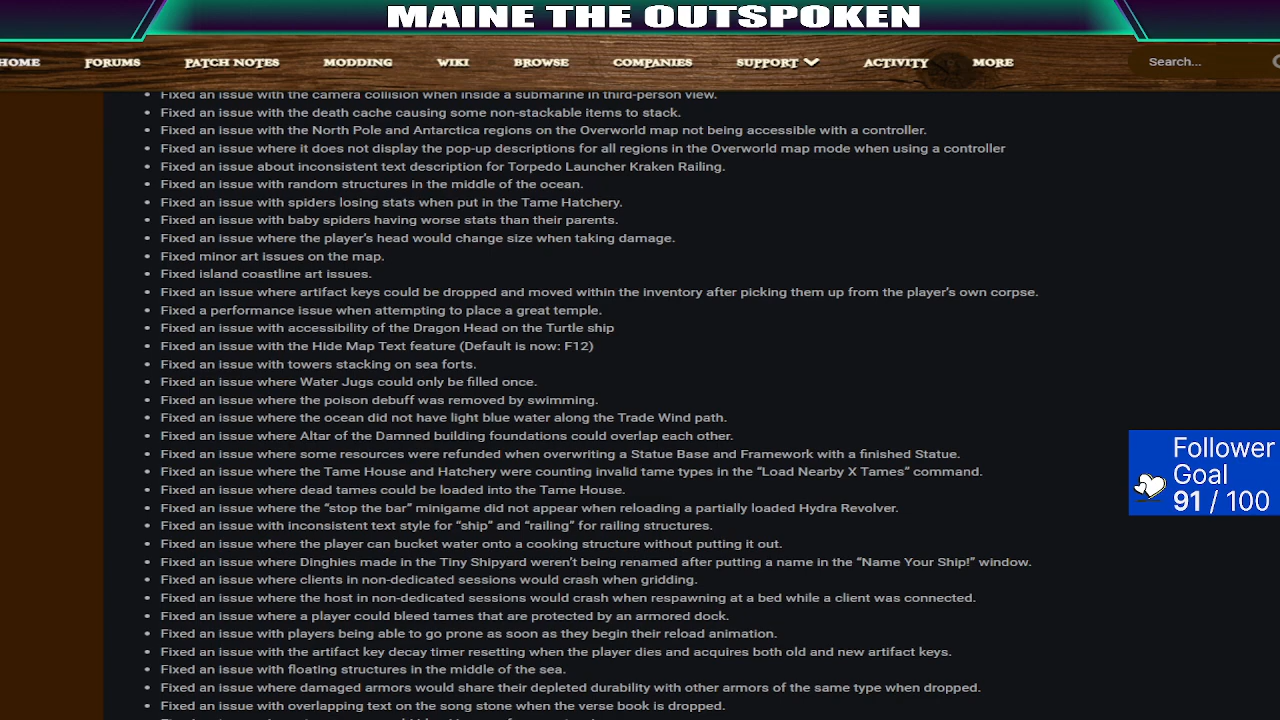 MAINE THE OUTSPOKEN
HOME FORUMS PATCH NOTES MODDING WIKI BROWSE COMPANIES SUPPORT ACTIVITY MORE Search...
• Fixed an issue with the camera collision when inside a submarine in third-person view.
• Fixed an issue with the death cache causing some non-stackable items to stack.
• Fixed an issue with the North Pole and Antarctica regions on the Overworld map not being accessible with a controller.
• Fixed an issue where it does not display the pop-up descriptions for all regions in the Overworld map mode when using a controller
• Fixed an issue about inconsistent text description for Torpedo Launcher Kraken Railing.
• Fixed an issue with random structures in the middle of the ocean.
• Fixed an issue with spiders losing stats when put in the Tame Hatchery.
• Fixed an issue with baby spiders having worse stats than their parents.
• Fixed an issue where the player’s head would change size when taking damage.
• Fixed minor art issues on the map.
• Fixed island coastline art issues.
• Fixed an issue where artifact keys could be dropped and moved within the inventory after picking them up from the player’s own corpse.
• Fixed a performance issue when attempting to place a great temple.
• Fixed an issue with accessibility of the Dragon Head on the Turtle ship
• Fixed an issue with the Hide Map Text feature (Default is now: F12)
• Fixed an issue with towers stacking on sea forts.
• Fixed an issue where Water Jugs could only be filled once.
• Fixed an issue where the poison debuff was removed by swimming.
• Fixed an issue where the ocean did not have light blue water along the Trade Wind path.
• Fixed an issue where Altar of the Damned building foundations could overlap each other.
• Fixed an issue where some resources were refunded when overwriting a Statue Base and Framework with a finished Statue.
• Fixed an issue where the Tame House and Hatchery were counting invalid tame types in the “Load Nearby X Tames” command.
• Fixed an issue where dead tames could be loaded into the Tame House.
• Fixed an issue where the “stop the bar” minigame did not appear when reloading a partially loaded Hydra Revolver.
• Fixed an issue with inconsistent text style for “ship” and “railing” for railing structures.
• Fixed an issue where the player can bucket water onto a cooking structure without putting it out.
• Fixed an issue where Dinghies made in the Tiny Shipyard weren’t being renamed after putting a name in the “Name Your Ship!” window.
• Fixed an issue where clients in non-dedicated sessions would crash when gridding.
• Fixed an issue where the host in non-dedicated sessions would crash when respawning at a bed while a client was connected.
• Fixed an issue where a player could bleed tames that are protected by an armored dock.
• Fixed an issue with players being able to go prone as soon as they begin their reload animation.
• Fixed an issue with the artifact key decay timer resetting when the player dies and acquires both old and new artifact keys.
• Fixed an issue with floating structures in the middle of the sea.
• Fixed an issue where damaged armors would share their depleted durability with other armors of the same type when dropped.
• Fixed an issue with overlapping text on the song stone when the verse book is dropped.
Follower
Goal
91 / 100